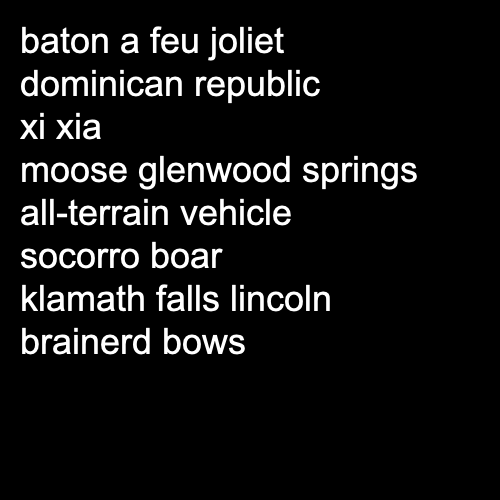 baton a feu joliet
dominican republic
xi xia
moose glenwood springs
all-terrain vehicle
socorro boar
klamath falls lincoln
brainerd bows